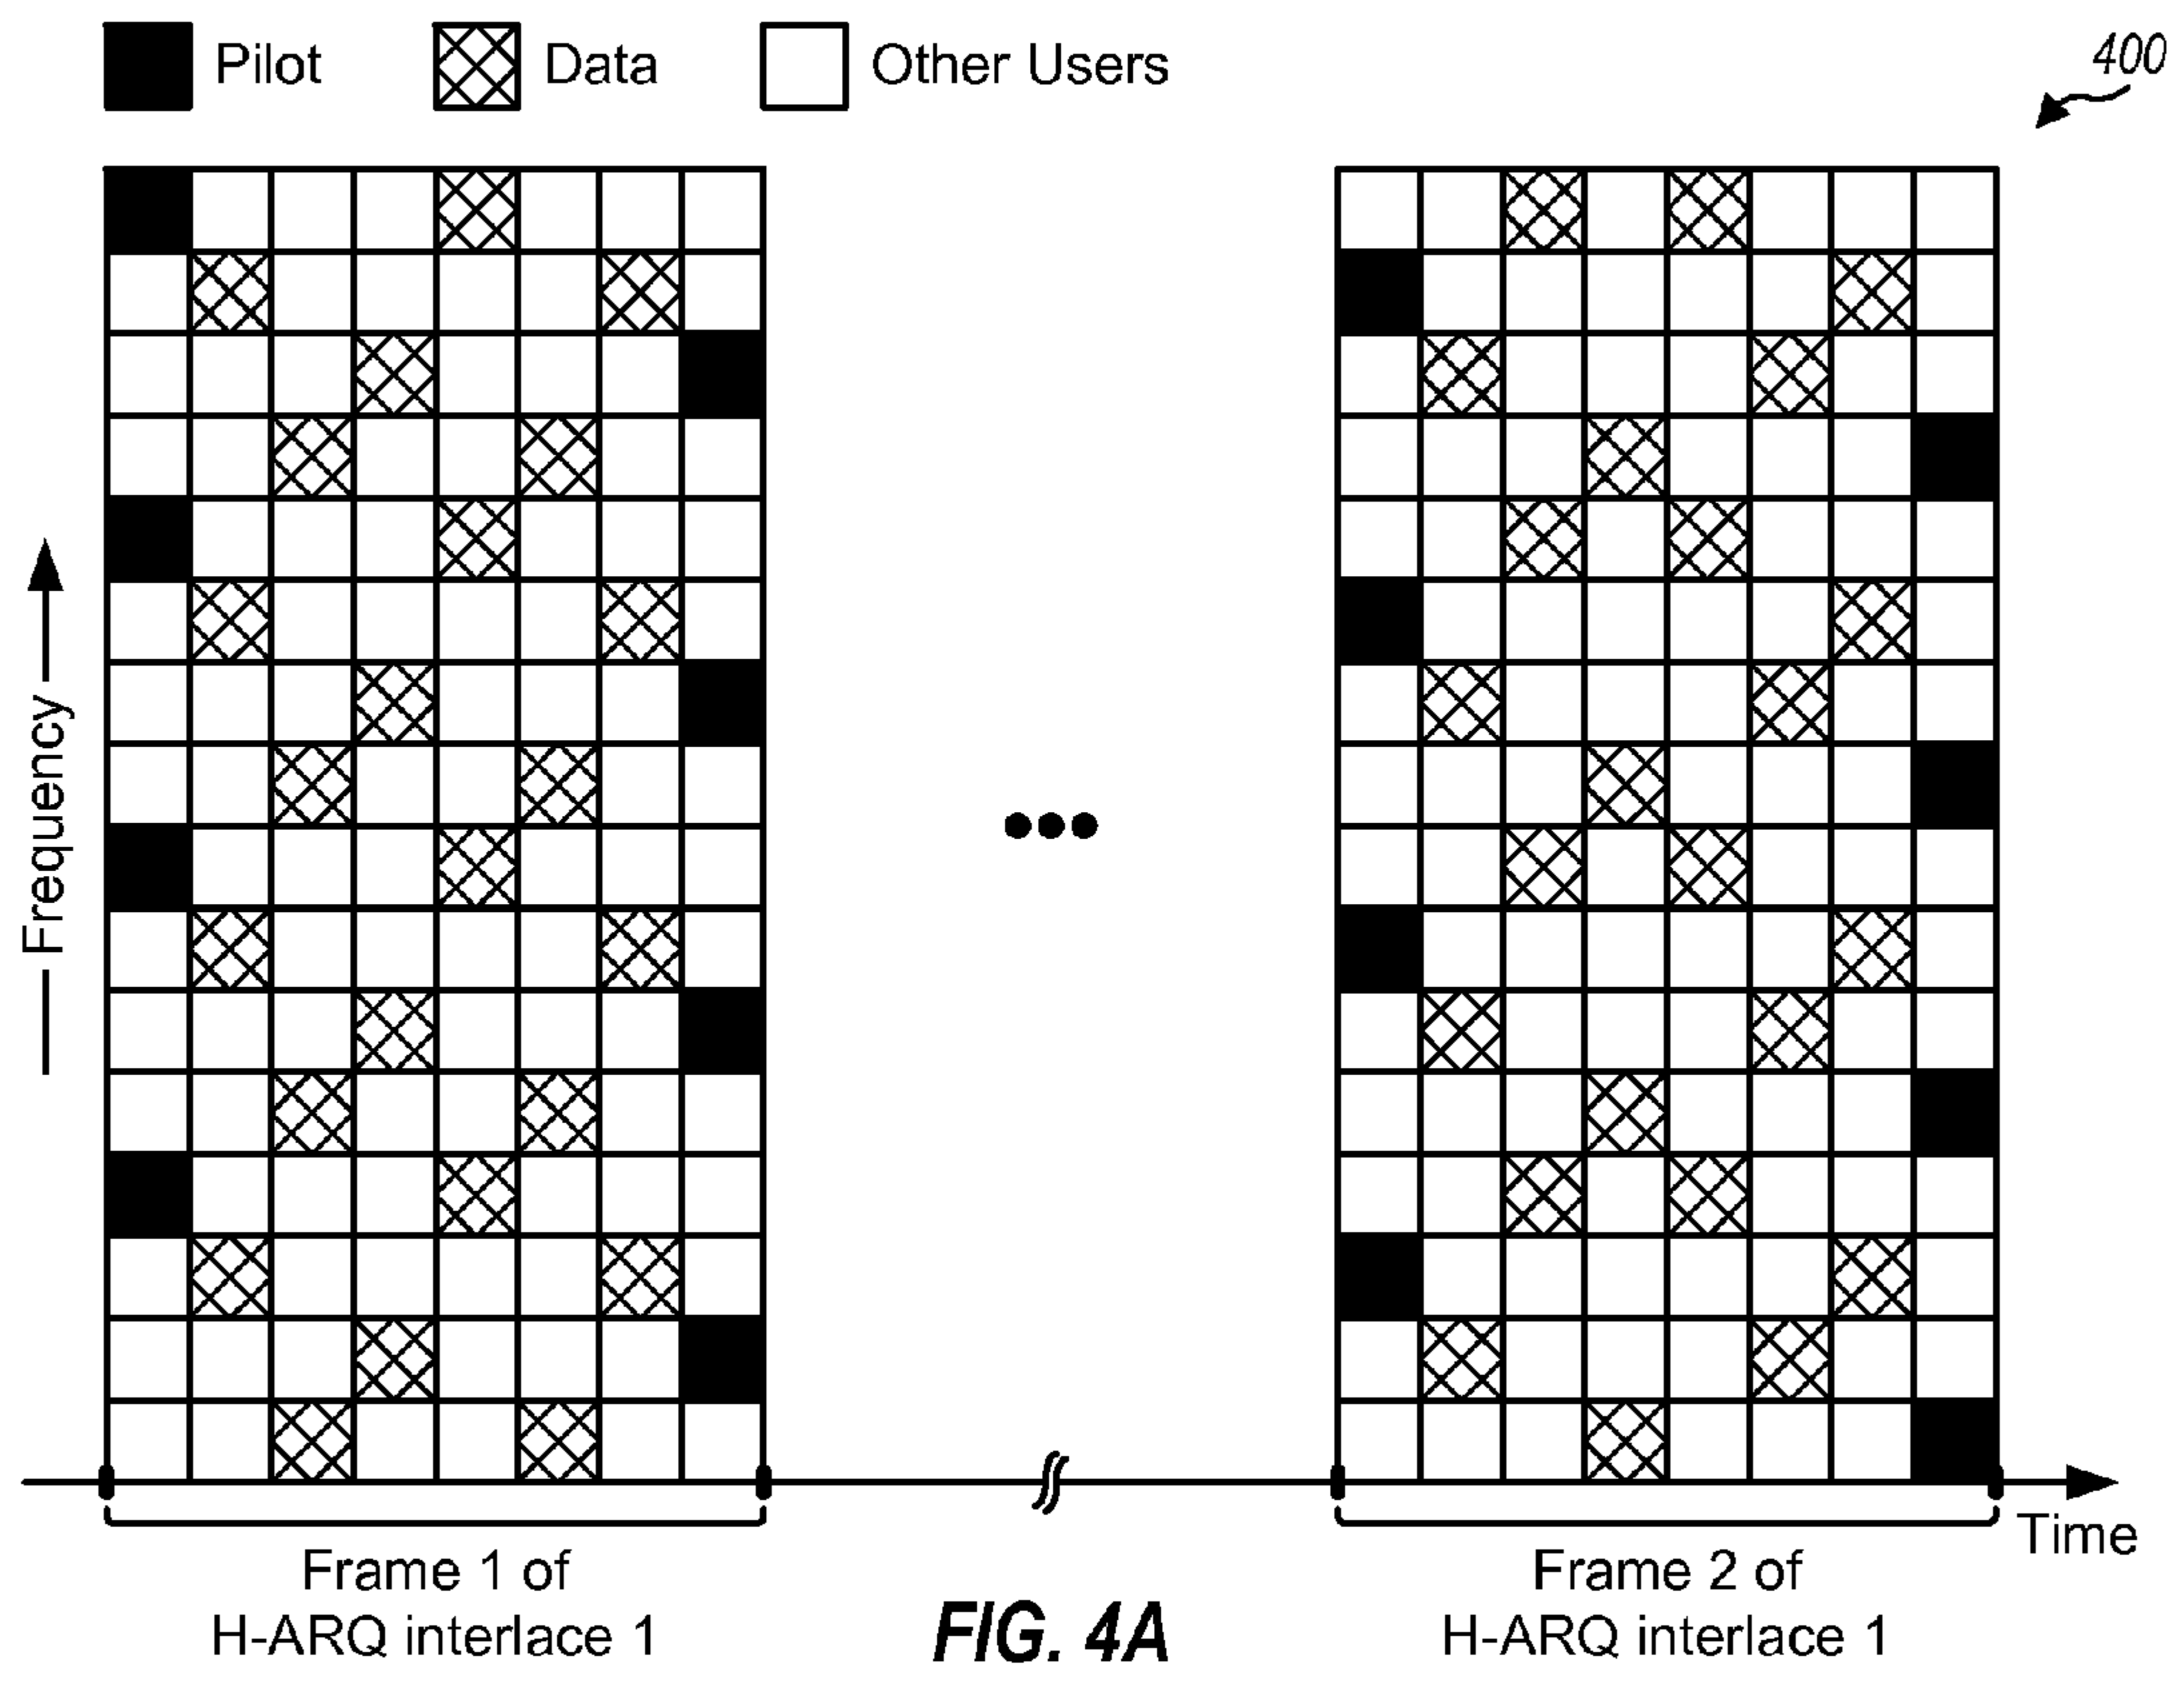 Pilot Data Other Users
400
Frequency
Time
Frame 1 of
H-ARQ interlace 1
Frame 2 of
H-ARQ interlace 1
FIG. 4A